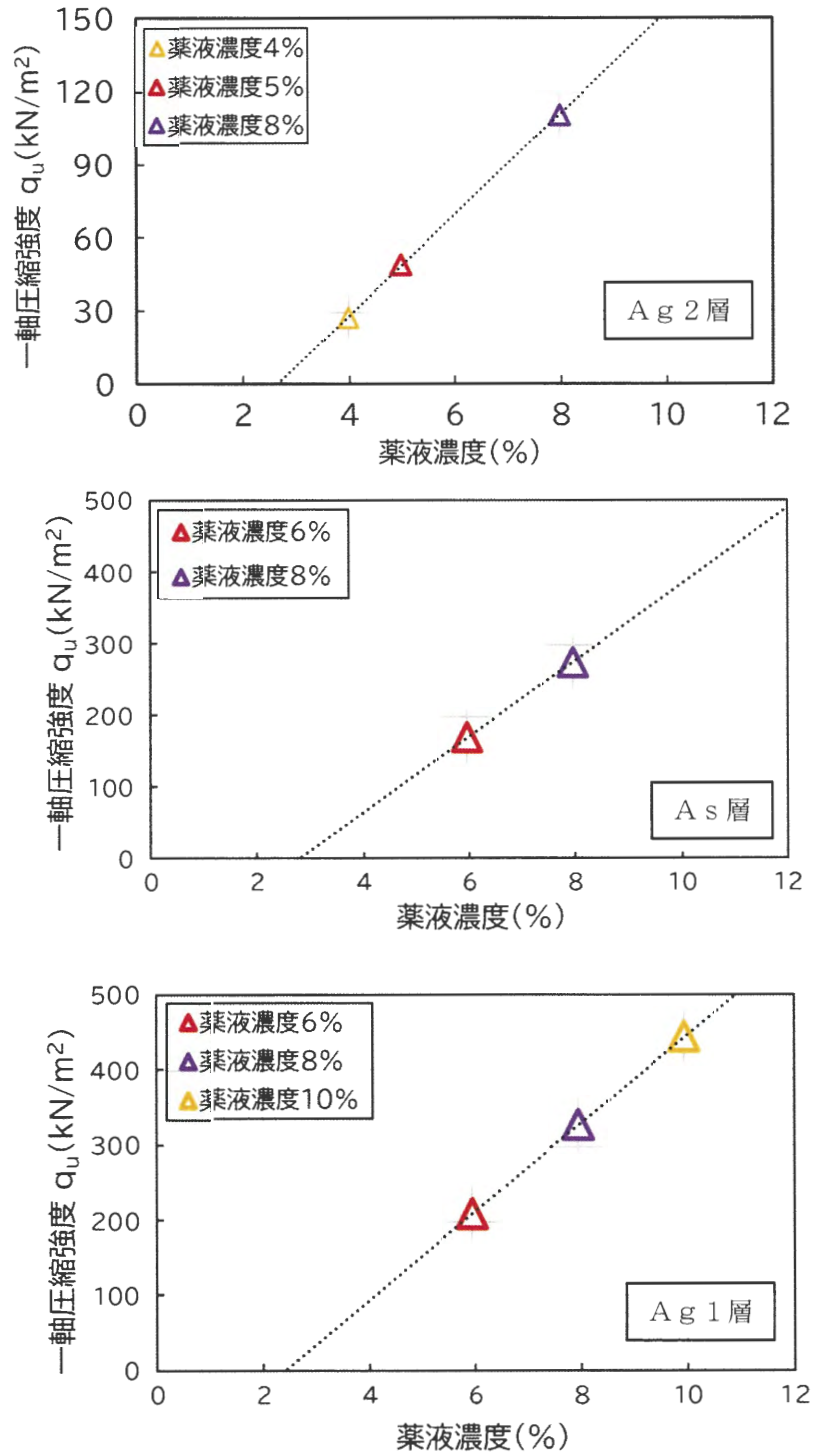 一軸圧縮強度 qu(kN/m2)
150
120
90
60
30
0
薬液濃度4%
薬液濃度5%
薬液濃度8%
Ａｇ２層
0 2 4 6 8 10 12
薬液濃度(%)
一軸圧縮強度 qu(kN/m2)
500
400
300
200
100
0
薬液濃度6%
薬液濃度8%
Ａｓ層
0 2 4 6 8 10 12
薬液濃度(%)
一軸圧縮強度 qu(kN/m2)
500
400
300
200
100
0
薬液濃度6%
薬液濃度8%
薬液濃度10%
Ａｇ１層
0 2 4 6 8 10 12
薬液濃度(%)